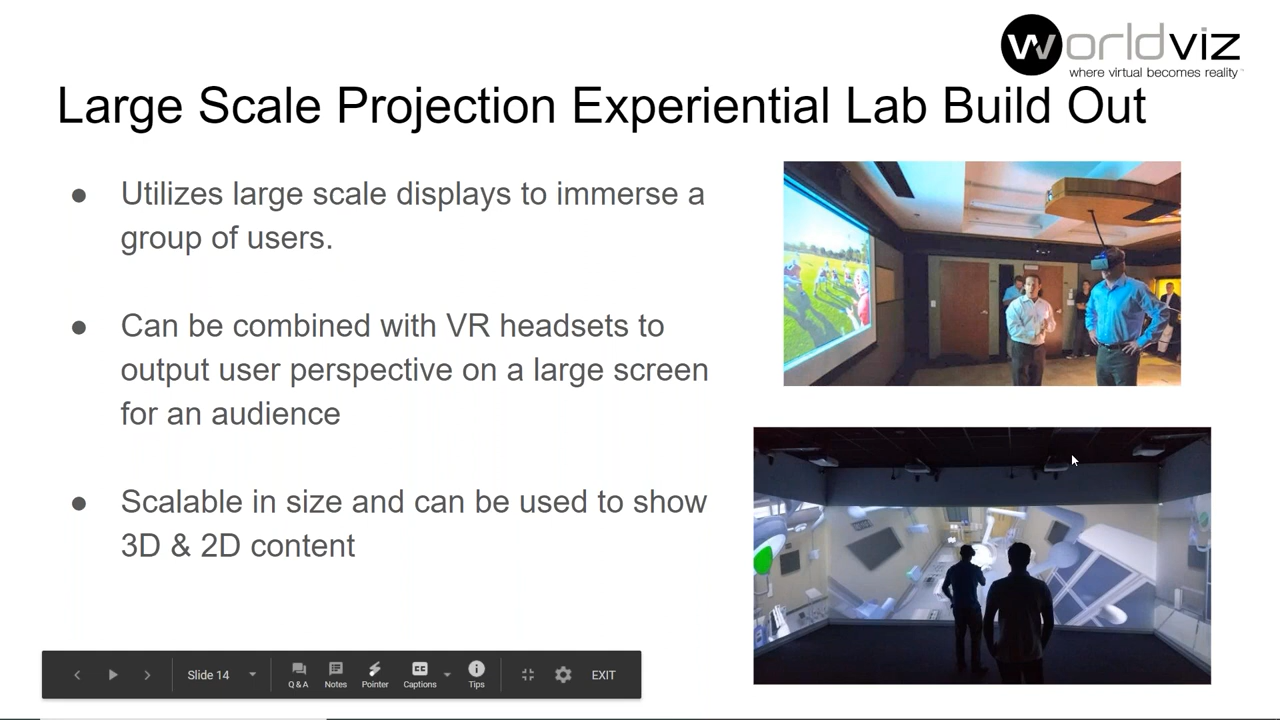 Worldviz
where virtual becomes reality
Large Scale Projection Experiential Lab Build Out
● Utilizes large scale displays to immerse a
group of users.
● Can be combined with VR headsets to
output user perspective on a large screen
for an audience
● Scalable in size and can be used to show
3D & 2D content
Slide 14
Q & A
Notes
Pointer
CC
Captions
Tips
EXIT